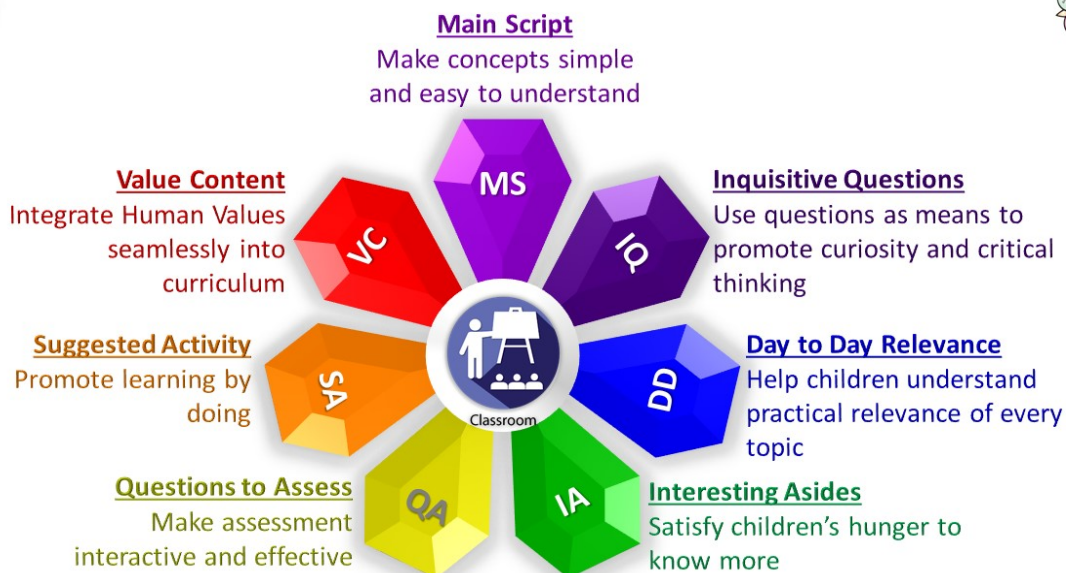 Main Script
Make concepts simple
and easy to understand
MS
Inquisitive Questions
Use questions as means to
promote curiosity and critical
thinking
IQ
Day to Day Relevance
Help children understand
practical relevance of every
topic
DD
Interesting Asides
Satisfy children’s hunger to
know more
IA
Questions to Assess
Make assessment
interactive and effective
QA
Suggested Activity
Promote learning by
doing
SA
Value Content
Integrate Human Values
seamlessly into
curriculum
VC
Classroom